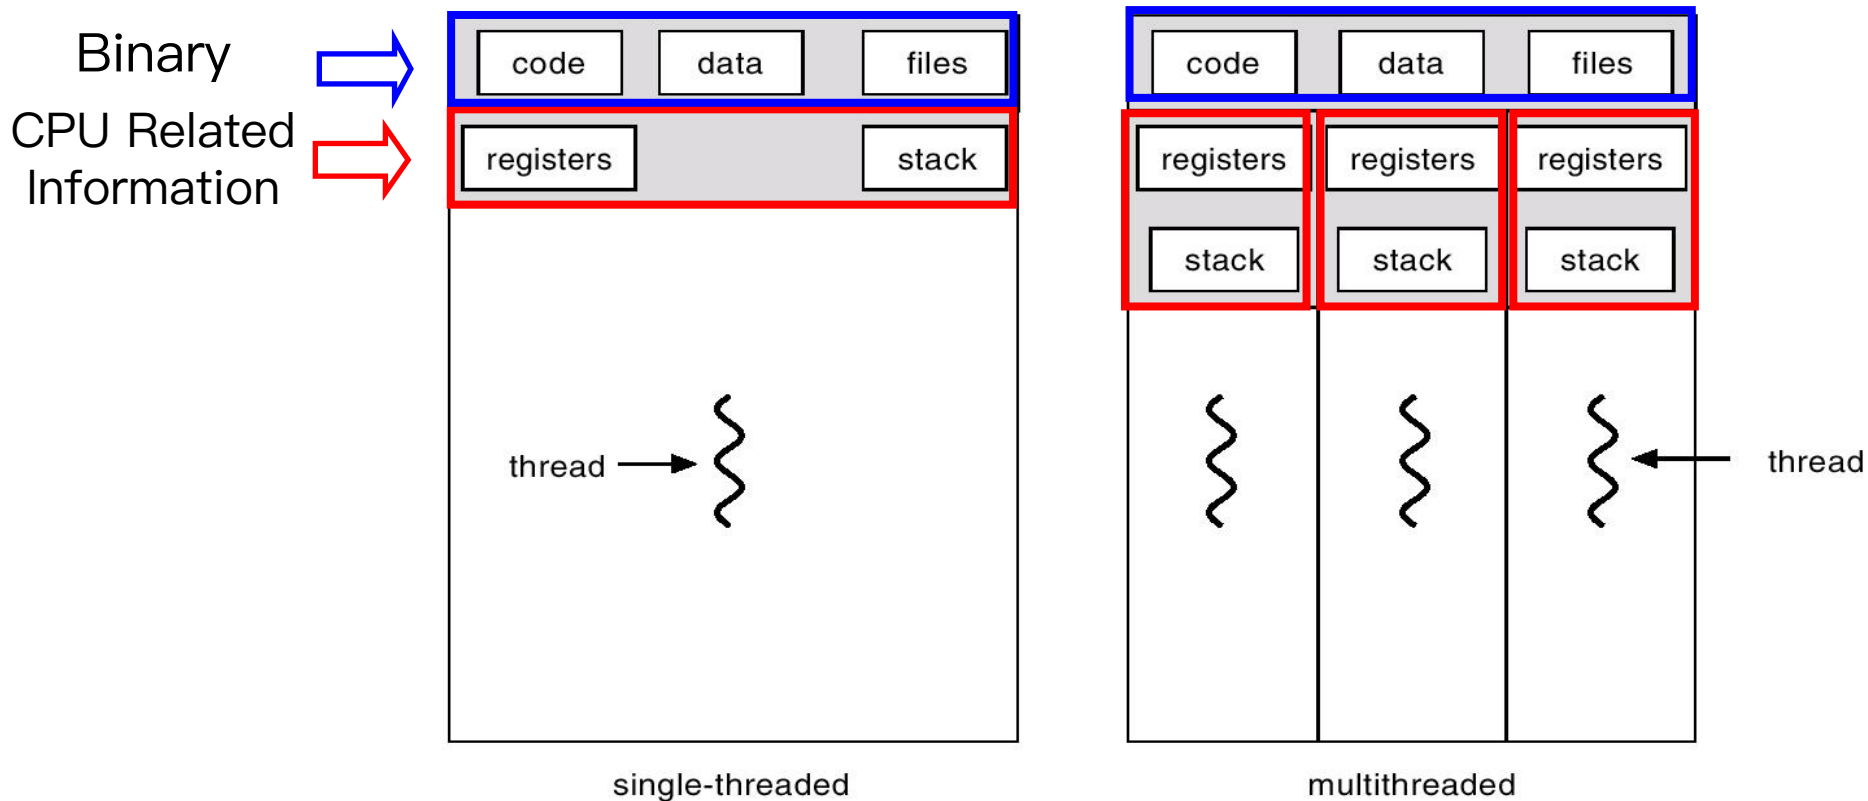 Binary
CPU Related
Information
code data files
registers stack
thread
single-threaded
code data files
registers registers registers
stack stack stack
thread
multithreaded